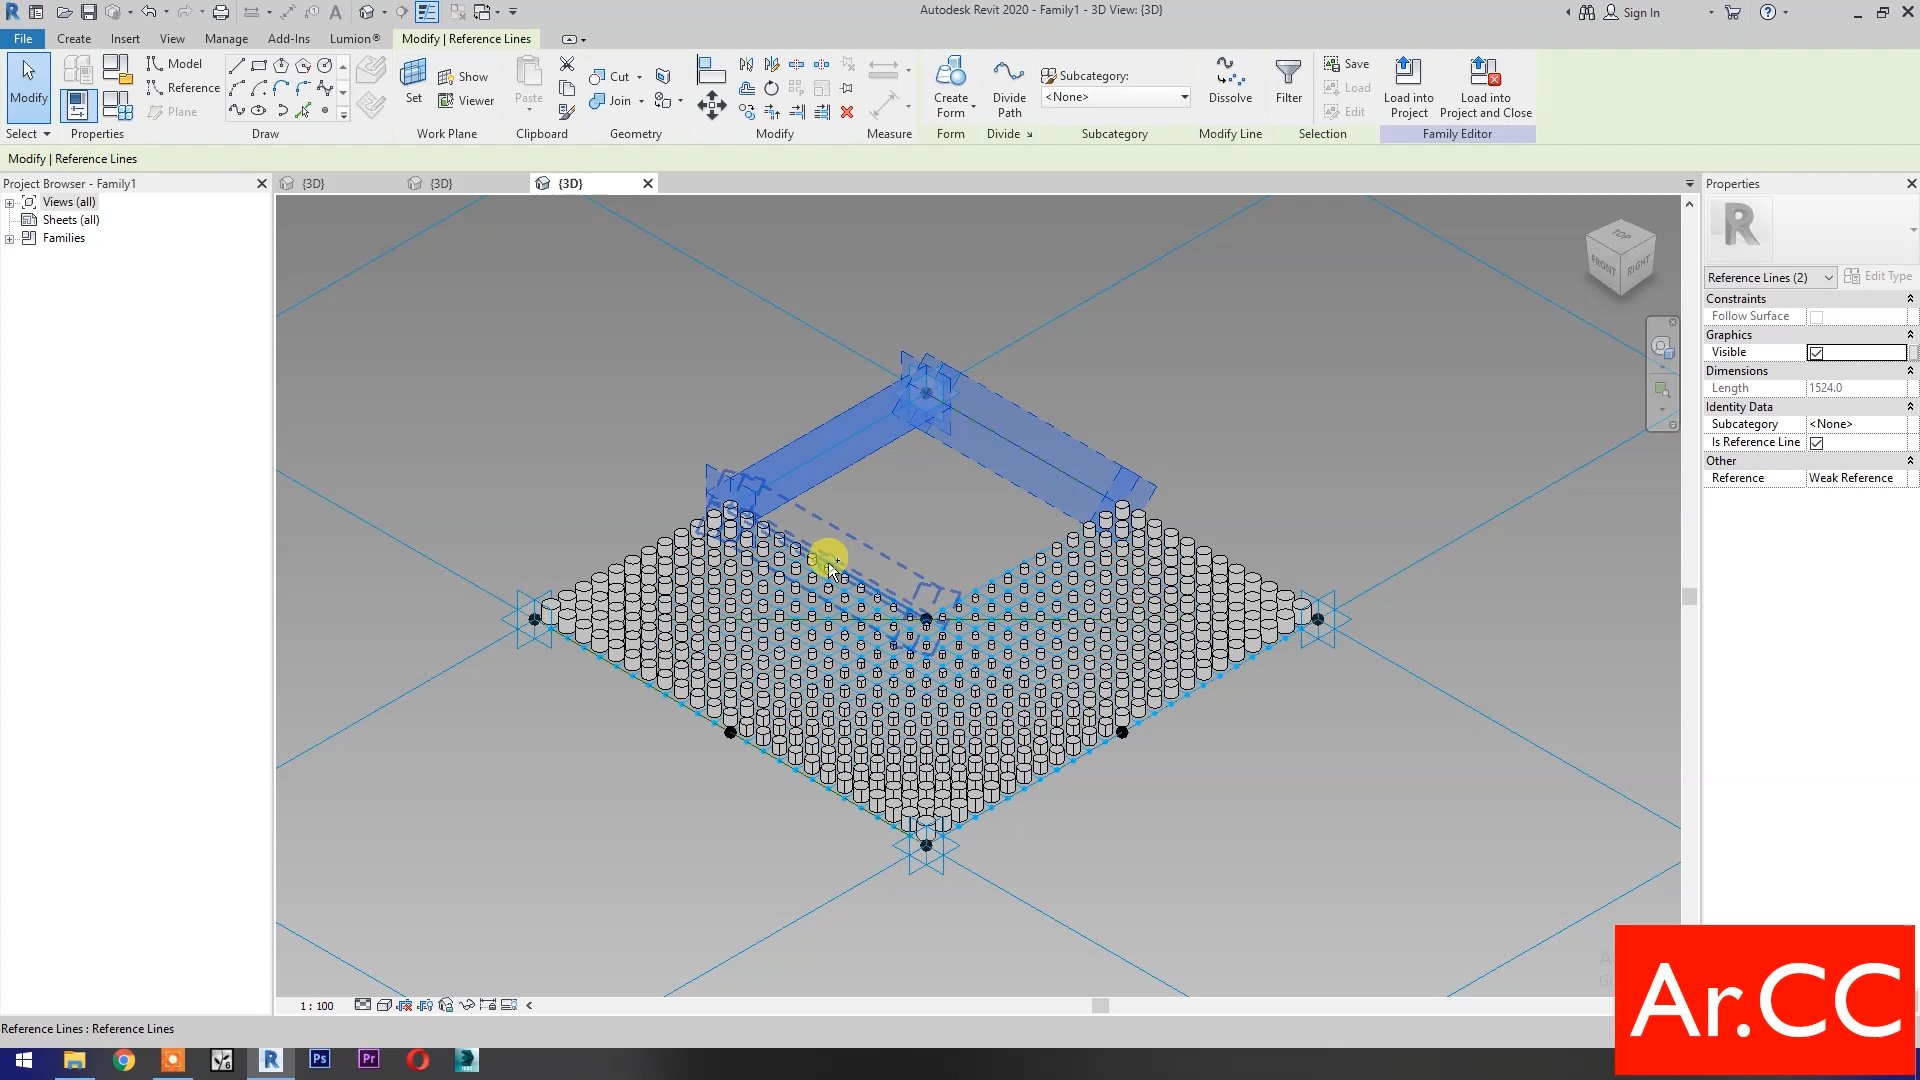 Autodesk Revit 2020 - Family1 - 3D View: {3D}
Sign In
File
Create
Insert
View
Manage
Add-Ins
Lumion®
Modify | Reference Lines
Modify
Select
Properties
Model
Reference
Plane
Draw
Set
Show
Viewer
Work Plane
Paste
Clipboard
Cut
Join
Geometry
Modify
Measure
Create
Form
Form
Divide
Path
Divide
Subcategory:
<None>
Subcategory
Dissolve
Modify Line
Filter
Save
Load
Edit
Selection
Load into
Project
Load into
Project and Close
Family Editor
Modify | Reference Lines
Project Browser - Family1
Views (all)
Sheets (all)
Families
{3D}
{3D}
{3D}
TOP
FRONT
RIGHT
Properties
R
Reference Lines (2)
Edit Type
Constraints
Follow Surface
Graphics
Visible
Dimensions
Length
1524.0
Identity Data
Subcategory
<None>
Is Reference Line
Other
Reference
Weak Reference
1 : 100
Reference Lines : Reference Lines
R
Ps
Pr
Ar.CC